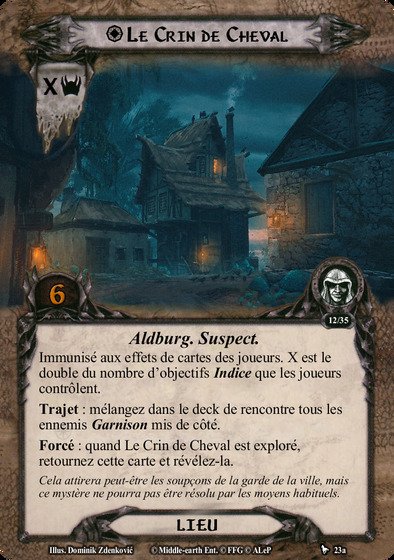 Le Crin de Cheval
X
6
12/35
Aldburg. Suspect.
Immunisé aux effets de cartes des joueurs. X est le
double du nombre d'objectifs Indice que les joueurs
contrôlent.
Trajet : mélangez dans le deck de rencontre tous les
ennemis Garnison mis de côté.
Forcé : quand Le Crin de Cheval est exploré,
retournez cette carte et révélez-la.
Cela attirera peut-être les soupçons de la garde de la ville, mais
ce mystère ne pourra pas être résolu par les moyens habituels.
LIEU
Illus. Dominik Zdenković © Middle-earth Ent. © FFG © ALeP 23a